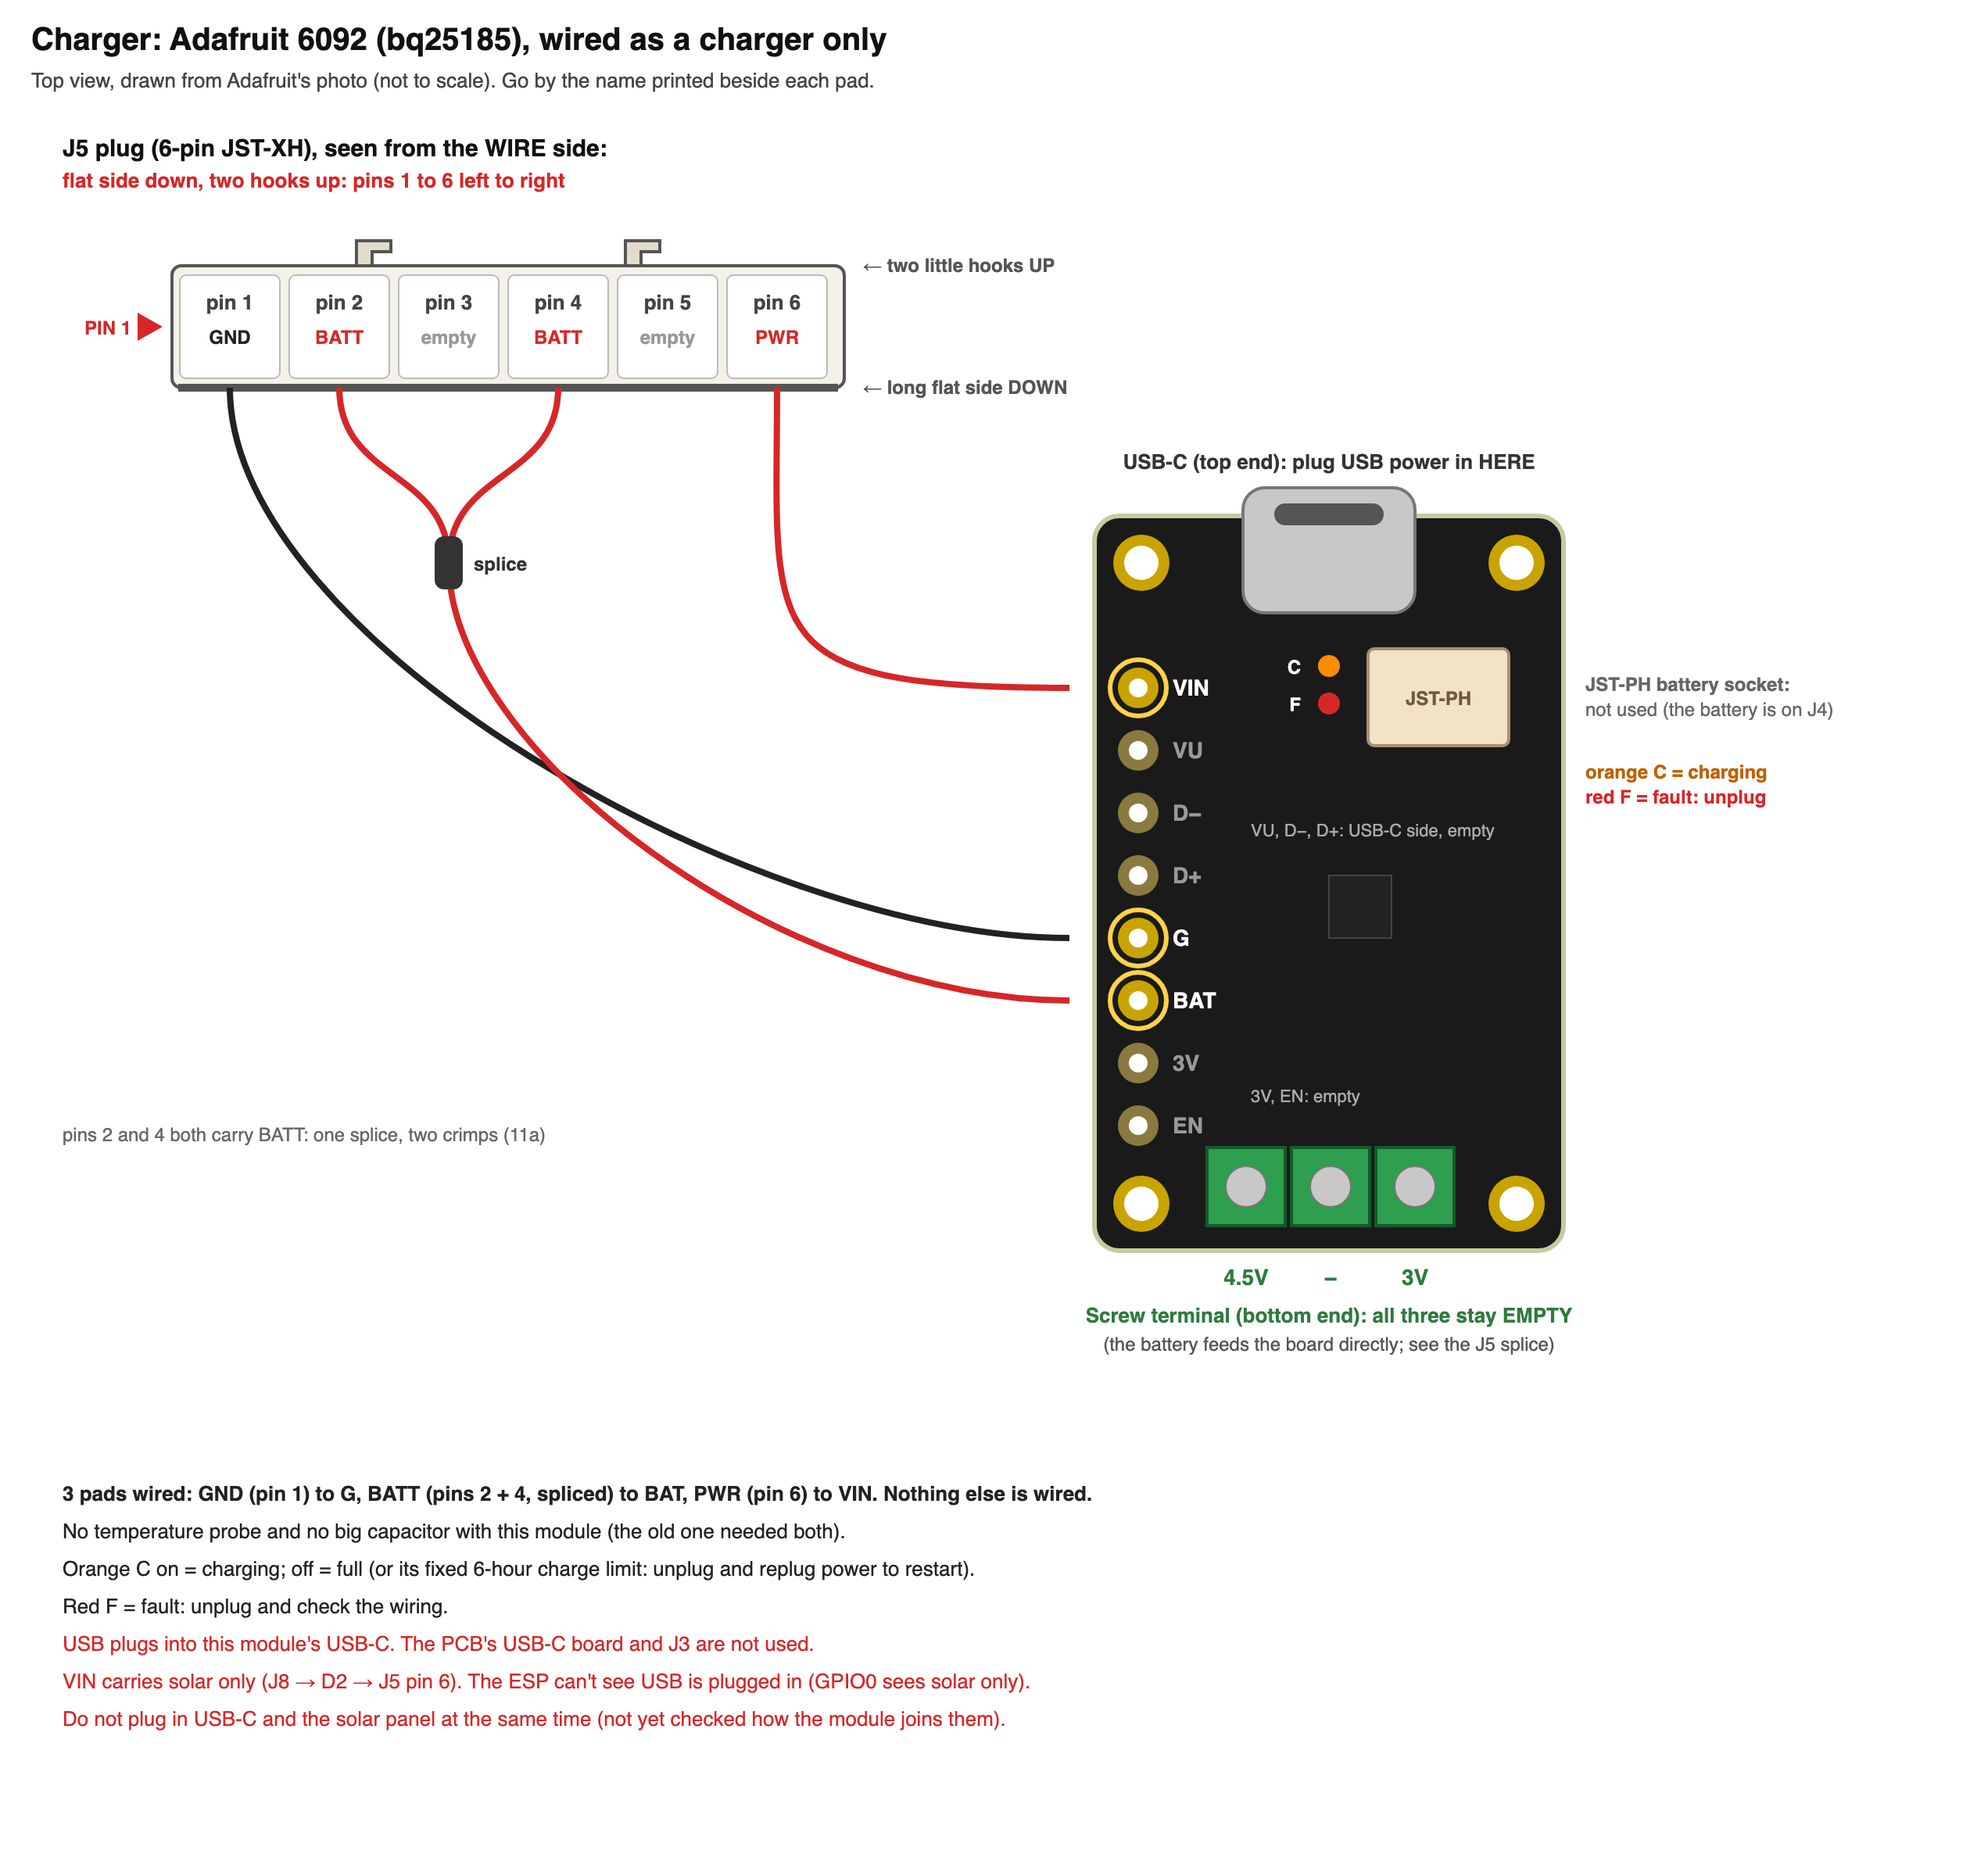 Charger: Adafruit 6092 (bq25185), wired as a charger only
Top view, drawn from Adafruit's photo (not to scale). Go by the name printed beside each pad.
J5 plug (6-pin JST-XH), seen from the WIRE side:
flat side down, two hooks up: pins 1 to 6 left to right
← two little hooks UP
PIN 1
pin 1
GND
pin 2
BATT
pin 3
empty
pin 4
BATT
pin 5
empty
pin 6
PWR
← long flat side DOWN
splice
USB-C (top end): plug USB power in HERE
C
F
JST-PH
VIN
VU
D–
D+
G
BAT
3V
EN
VU, D–, D+: USB-C side, empty
3V, EN: empty
JST-PH battery socket:
not used (the battery is on J4)
orange C = charging
red F = fault: unplug
pins 2 and 4 both carry BATT: one splice, two crimps (11a)
4.5V – 3V
Screw terminal (bottom end): all three stay EMPTY
(the battery feeds the board directly; see the J5 splice)
3 pads wired: GND (pin 1) to G, BATT (pins 2 + 4, spliced) to BAT, PWR (pin 6) to VIN. Nothing else is wired.
No temperature probe and no big capacitor with this module (the old one needed both).
Orange C on = charging; off = full (or its fixed 6-hour charge limit: unplug and replug power to restart).
Red F = fault: unplug and check the wiring.
USB plugs into this module's USB-C. The PCB's USB-C board and J3 are not used.
VIN carries solar only (J8 → D2 → J5 pin 6). The ESP can't see USB is plugged in (GPIO0 sees solar only).
Do not plug in USB-C and the solar panel at the same time (not yet checked how the module joins them).